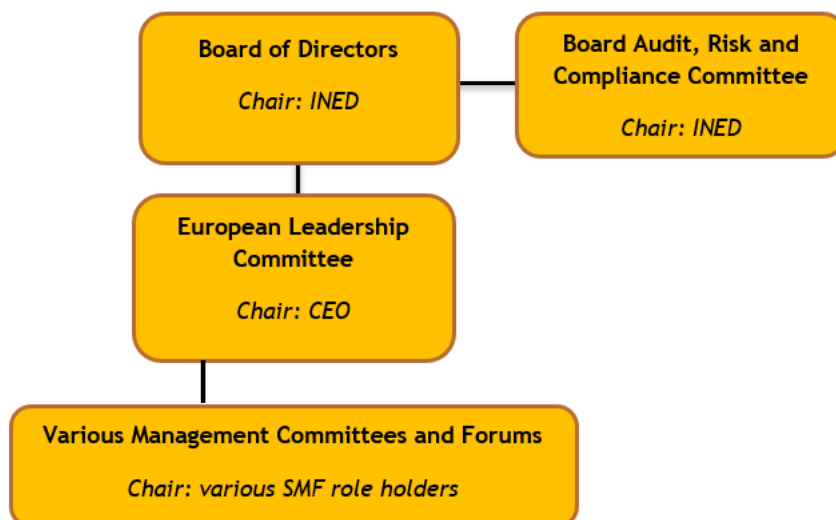 Board of Directors
Chair: INED
Board Audit, Risk and
Compliance Committee
Chair: INED
European Leadership
Committee
Chair: CEO
Various Management Committees and Forums
Chair: various SMF role holders